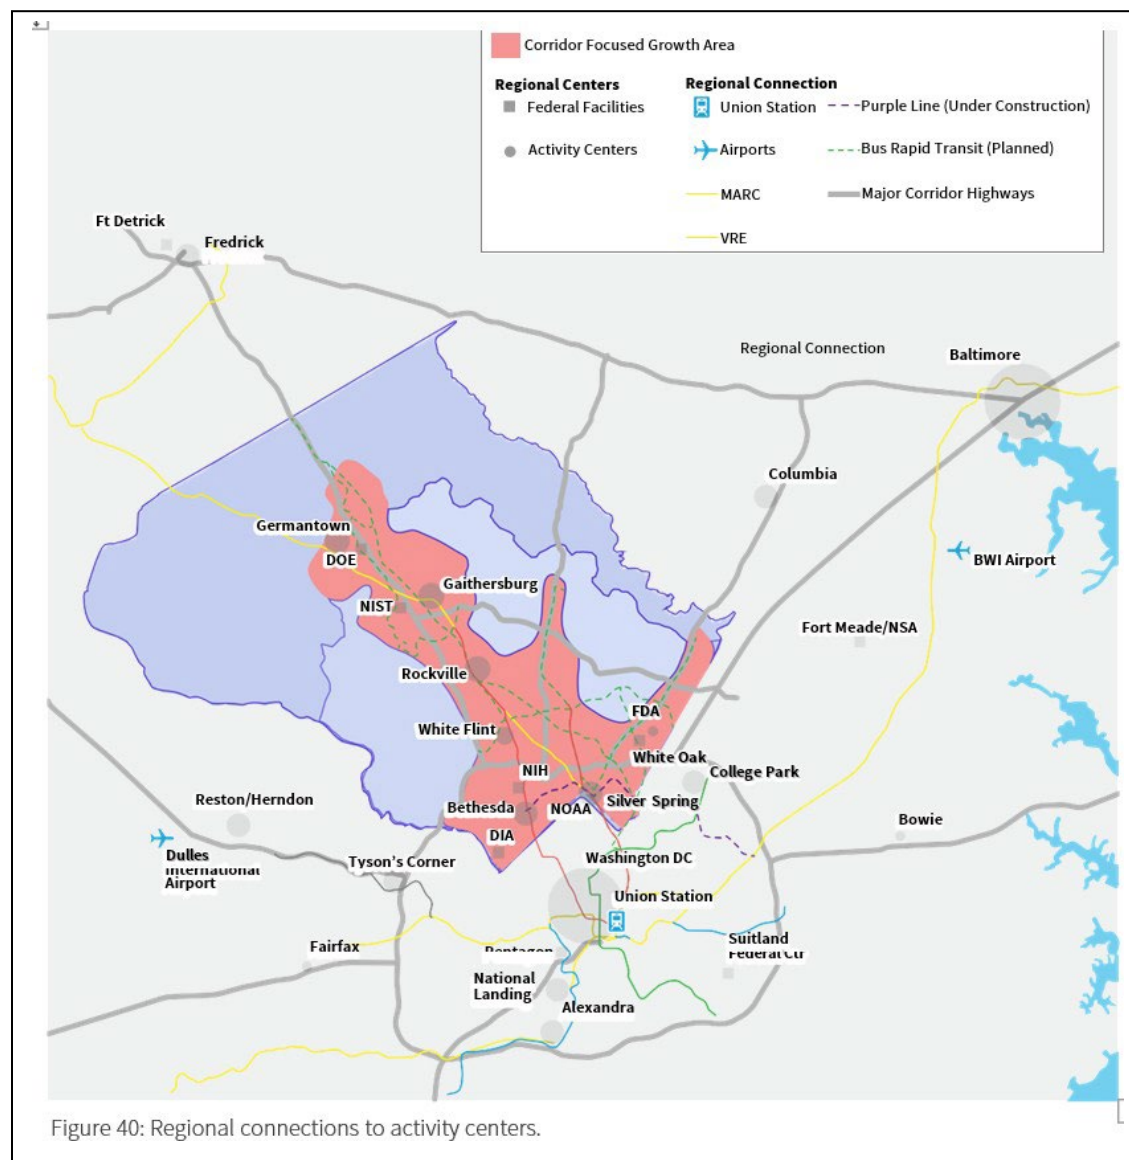 Corridor Focused Growth Area
Regional Centers
Regional Connection
Federal Facilities
Union Station
Purple Line (Under Construction)
Activity Centers
Airports
Bus Rapid Transit (Planned)
MARC
Major Corridor Highways
VRE
Ft Detrick
Fredrick
Regional Connection
Baltimore
Columbia
Germantown
DOE
BWI Airport
Gaithersburg
NIST
Fort Meade/NSA
Rockville
FDA
White Flint
White Oak
NIH
College Park
Reston/Herndon
Bethesda
NOAA
Silver Spring
Bowie
DIA
Dulles
International
Airport
Tyson's Corner
Washington DC
Union Station
Fairfax
Pentagon
Suitland
Federal Ctr
National
Landing
Alexandra
Figure 40: Regional connections to activity centers.